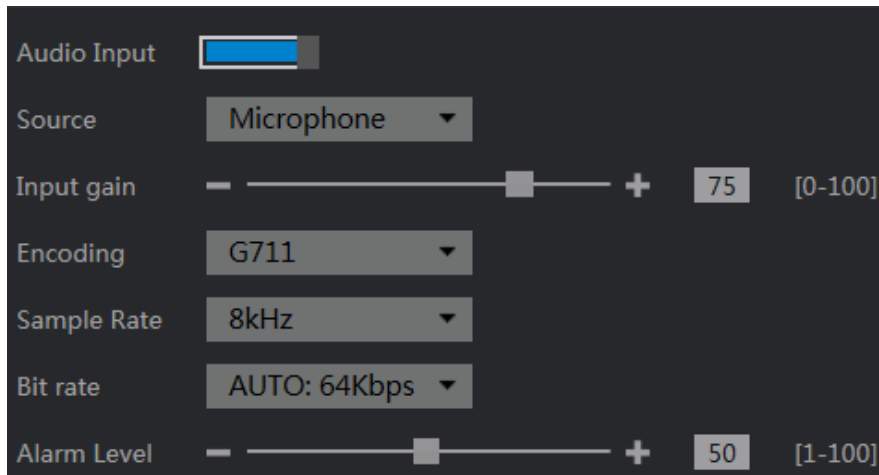 Audio Input
Source Microphone
Input gain 75 [0-100]
Encoding G711
Sample Rate 8kHz
Bit rate AUTO: 64Kbps
Alarm Level 50 [1-100]